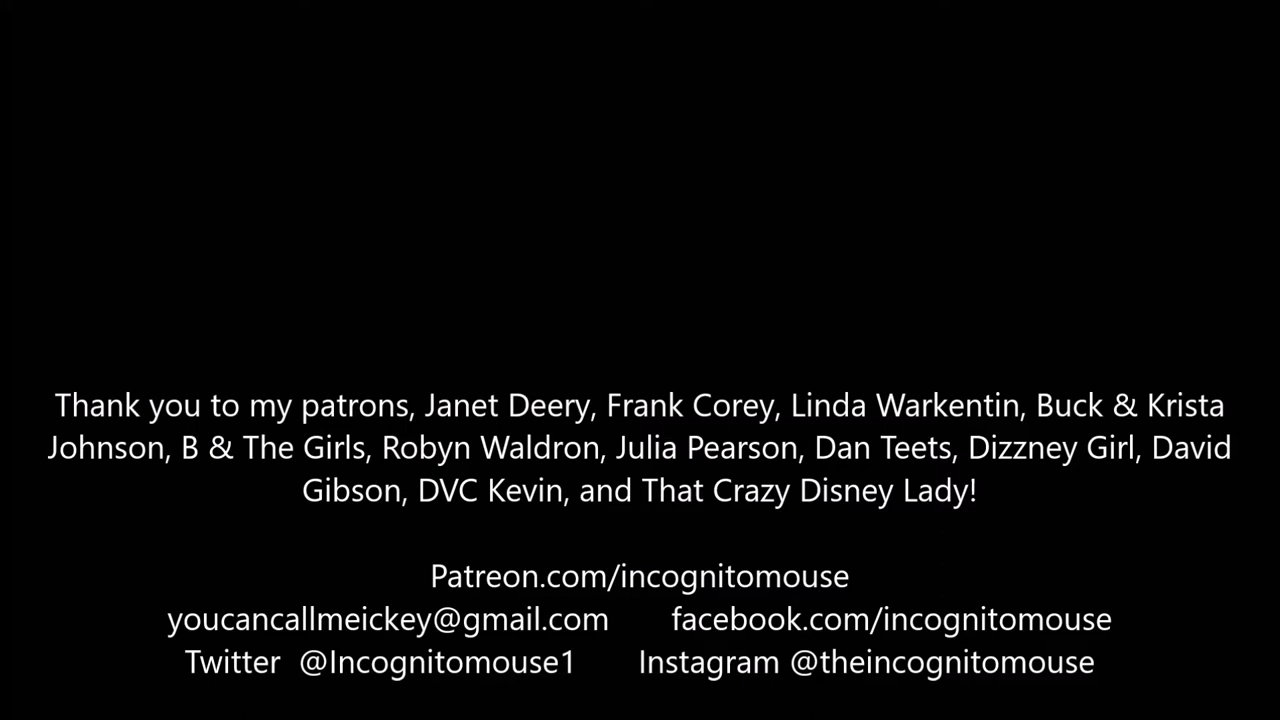 Thank you to my patrons, Janet Deery, Frank Corey, Linda Warkentin, Buck & Krista
Johnson, B & The Girls, Robyn Waldron, Julia Pearson, Dan Teets, Dizzney Girl, David
Gibson, DVC Kevin, and That Crazy Disney Lady!
Patreon.com/incognitomouse
youcancallmeickey@gmail.com facebook.com/incognitomouse
Twitter @Incognitomouse1 Instagram @theincognitomouse